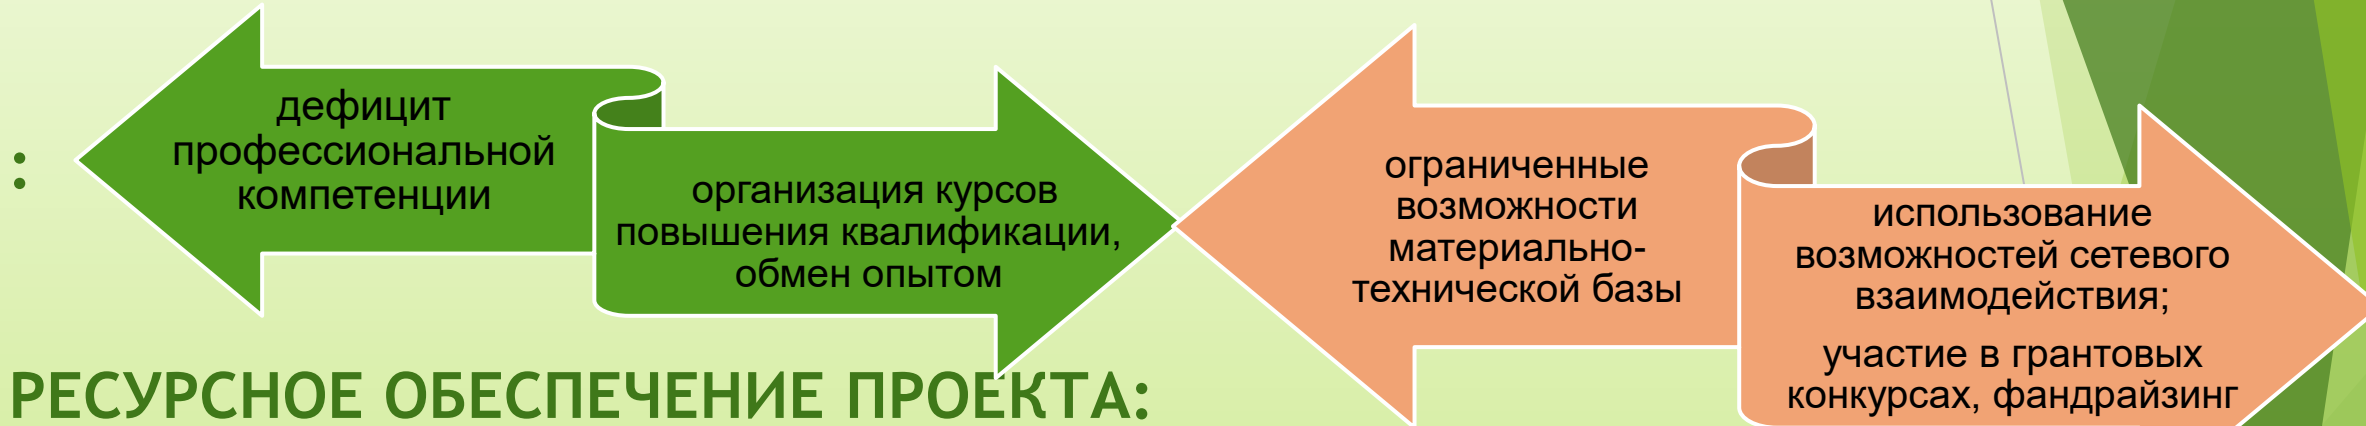 :
дефицит
профессиональной
компетенции
организация курсов
повышения квалификации,
обмен опытом
ограниченные
возможности
материально-
технической базы
использование
возможностей сетевого
взаимодействия;
участие в грантовых
конкурсах, фандрайзинг
РЕСУРСНОЕ ОБЕСПЕЧЕНИЕ ПРОЕКТА: